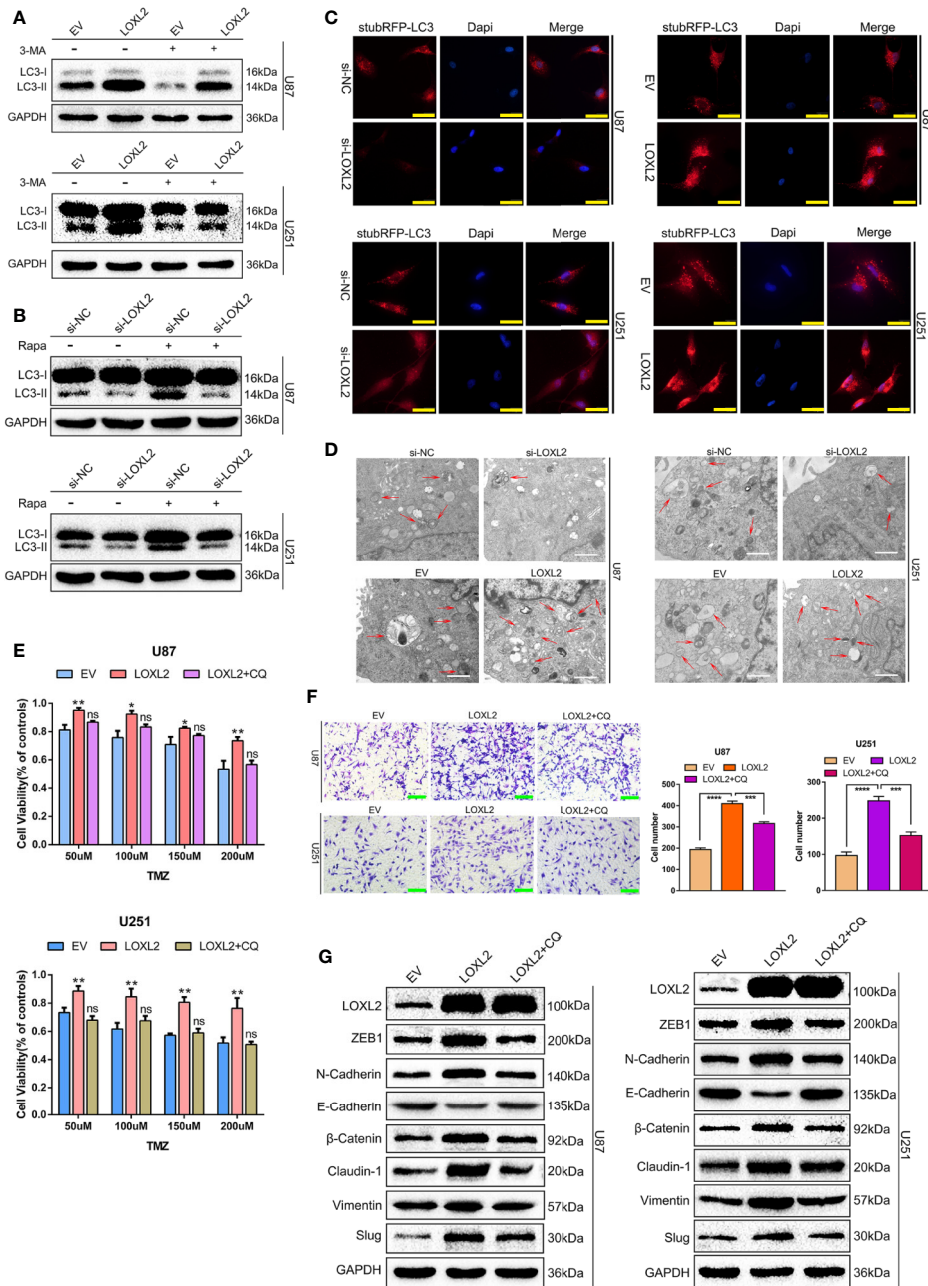 A
EV LOXL2 EV LOXL2
3-MA - - + +
LC3-I 16kDa
LC3-II 14kDa
GAPDH 36kDa
U87
EV LOXL2 EV LOXL2
3-MA - - + +
LC3-I 16kDa
LC3-II 14kDa
GAPDH 36kDa
U251
B
si-NC si-LOXL2 si-NC si-LOXL2
Rapa - - + +
LC3-I 16kDa
LC3-II 14kDa
GAPDH 36kDa
U87
si-NC si-LOXL2 si-NC si-LOXL2
Rapa - - + +
LC3-I 16kDa
LC3-II 14kDa
GAPDH 36kDa
U251
C
stubRFP-LC3 Dapi Merge
si-NC
si-LOXL2
U87
stubRFP-LC3 Dapi Merge
EV
LOXL2
U87
stubRFP-LC3 Dapi Merge
si-NC
si-LOXL2
U251
stubRFP-LC3 Dapi Merge
EV
LOXL2
U251
D
si-NC si-LOXL2
EV LOXL2
U87
si-NC si-LOXL2
EV LOLX2
U251
E
U87
EV LOXL2 LOXL2+CQ
Cell Viability(% of controls)
1.0
0.8
0.6
0.4
0.2
0.0
** ns * ns * ns ** ns
50uM 100uM 150uM 200uM
TMZ
U251
EV LOXL2 LOXL2+CQ
Cell Viability(% of controls)
1.0
0.8
0.6
0.4
0.2
0.0
** ns ** ns ** ns ** ns
50uM 100uM 150uM 200uM
TMZ
F
EV LOXL2 LOXL2+CQ
U87
EV LOXL2 LOXL2+CQ
U251
U87
EV LOXL2
LOXL2+CQ
Cell number
500
400
300
200
100
0
**** ***
U251
EV LOXL2
LOXL2+CQ
Cell number
300
200
100
0
**** ***
G
EV LOXL2 LOXL2+CQ
LOXL2 100kDa
ZEB1 200kDa
N-Cadherin 140kDa
E-Cadherin 135kDa
β-Catenin 92kDa
Claudin-1 20kDa
Vimentin 57kDa
Slug 30kDa
GAPDH 36kDa
U87
EV LOXL2 LOXL2+CQ
LOXL2 100kDa
ZEB1 200kDa
N-Cadherin 140kDa
E-Cadherin 135kDa
β-Catenin 92kDa
Claudin-1 20kDa
Vimentin 57kDa
Slug 30kDa
GAPDH 36kDa
U251